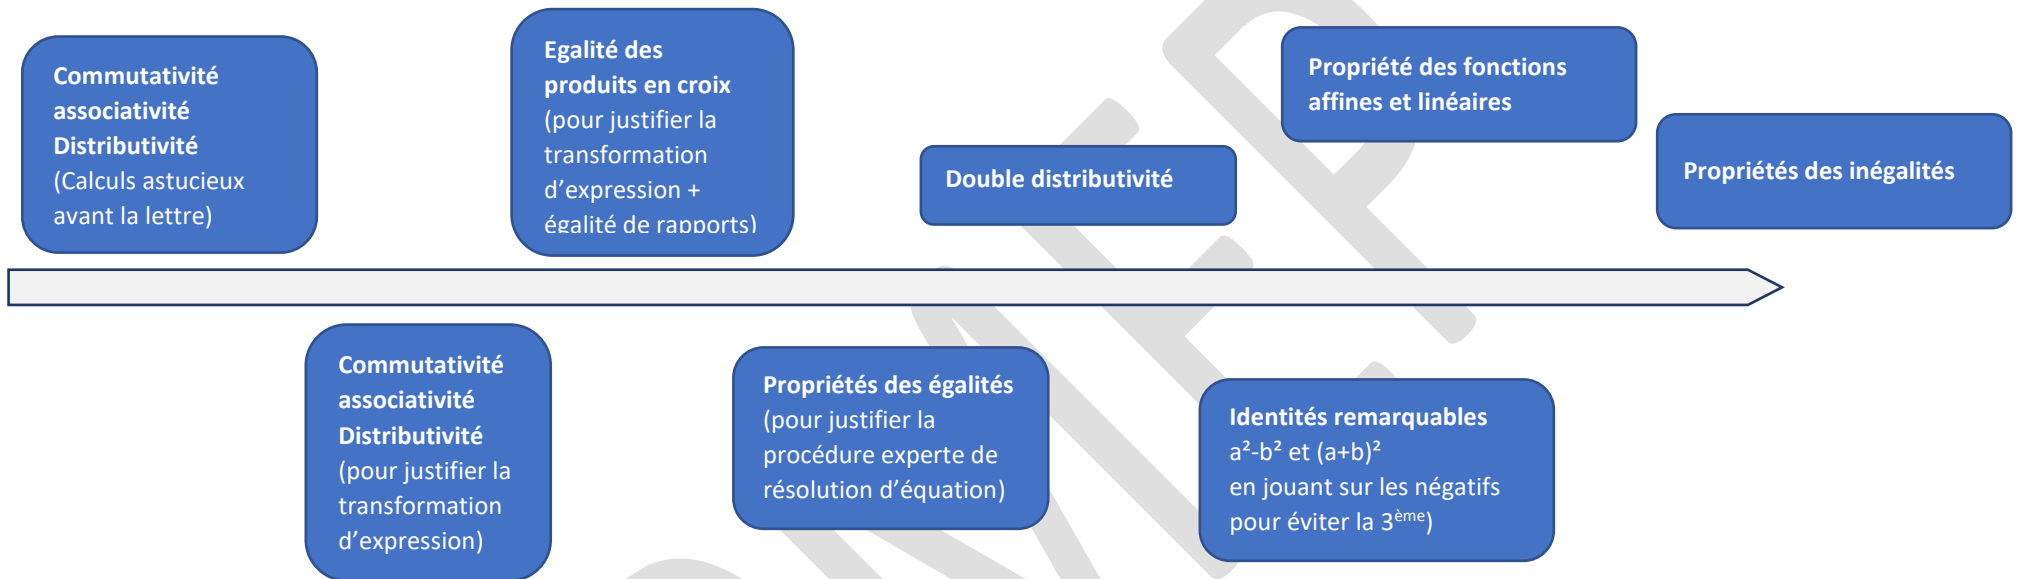 Commutativité
associativité
Distributivité
(Calculs astucieux
avant la lettre)
Egalité des
produits en croix
(pour justifier la
transformation
d’expression +
égalité de rapports)
Double distributivité
Propriété des fonctions
affines et linéaires
Propriétés des inégalités
Commutativité
associativité
Distributivité
(pour justifier la
transformation
d’expression)
Propriétés des égalités
(pour justifier la
procédure experte de
résolution d’équation)
Identités remarquables
a²-b² et (a+b)²
en jouant sur les négatifs
pour éviter la 3ème)